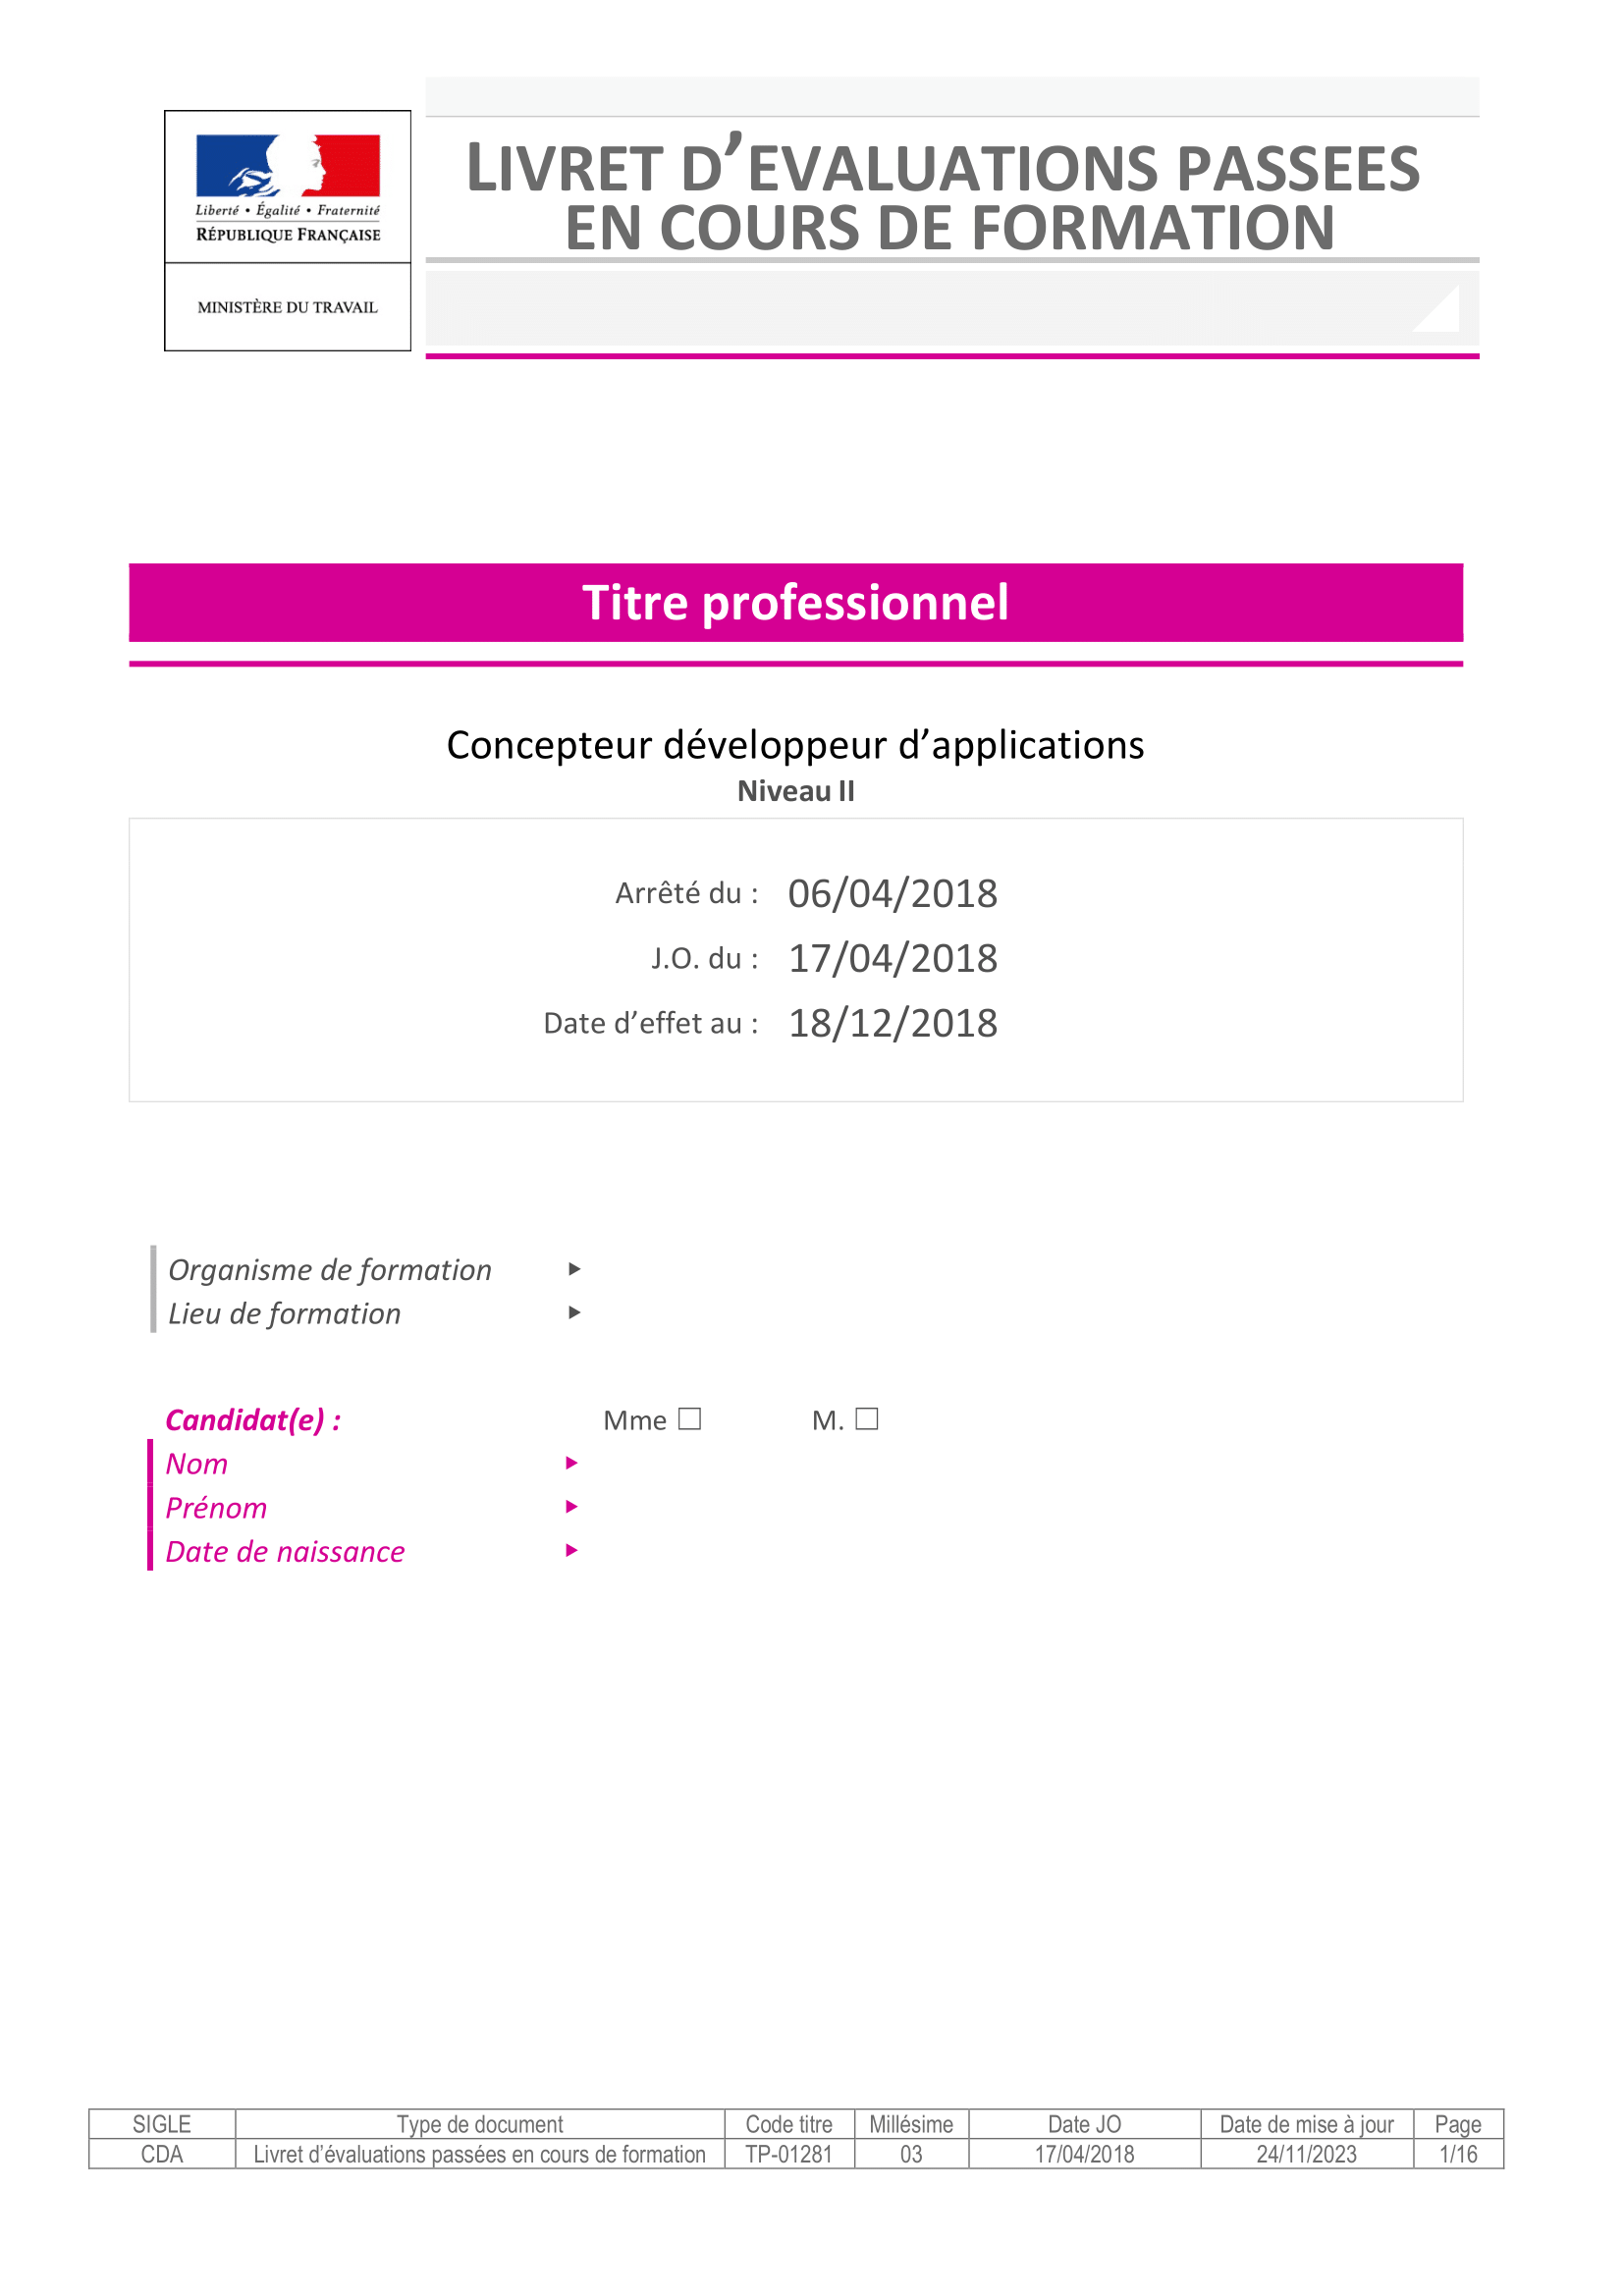 Liberté • Égalité • Fraternité
RÉPUBLIQUE FRANÇAISE
MINISTÈRE DU TRAVAIL
LIVRET D’EVALUATIONS PASSEES
EN COURS DE FORMATION
Titre professionnel
Concepteur développeur d’applications
Niveau II
Arrêté du : 06/04/2018
J.O. du : 17/04/2018
Date d’effet au : 18/12/2018
Organisme de formation ▶
Lieu de formation ▶
Candidat(e) : Mme ☐ M. ☐
Nom ▶
Prénom ▶
Date de naissance ▶
SIGLE Type de document Code titre Millésime Date JO Date de mise à jour Page
CDA Livret d’évaluations passées en cours de formation TP-01281 03 17/04/2018 24/11/2023 1/16